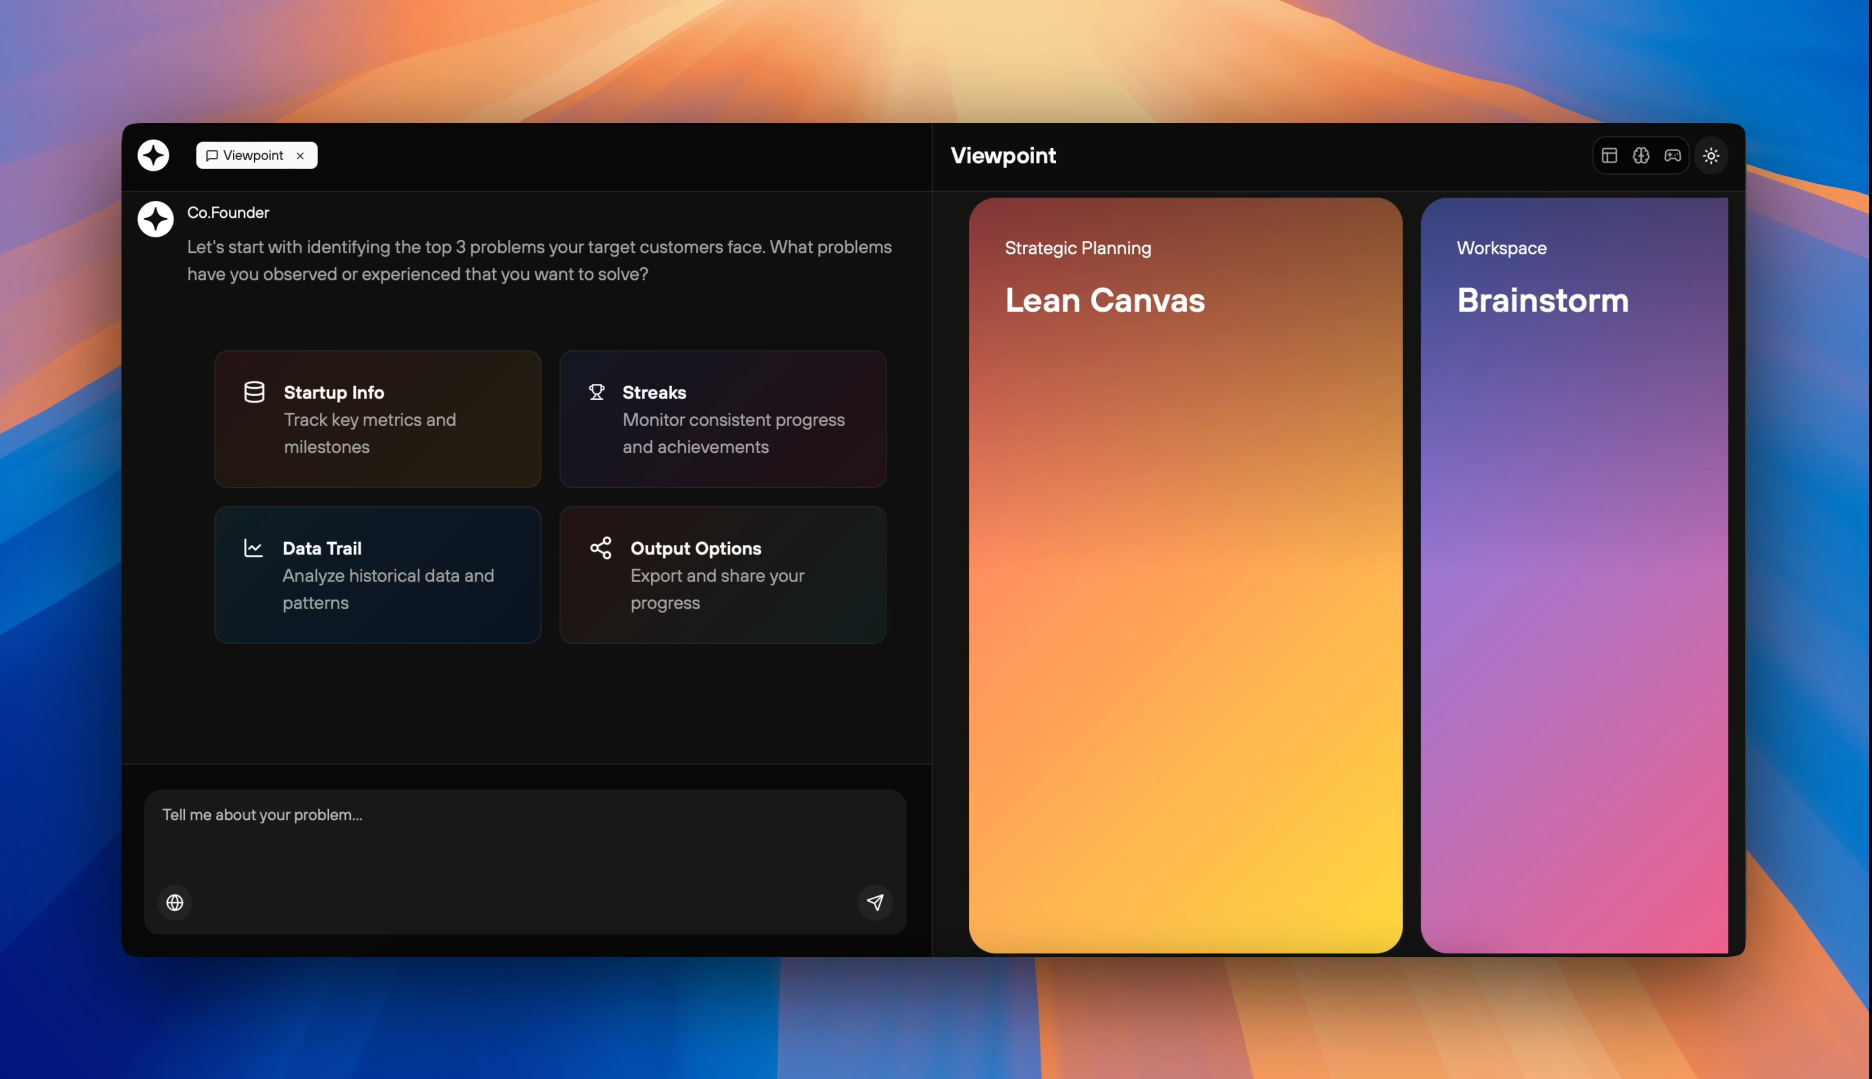 Viewpoint
Co.Founder
Let's start with identifying the top 3 problems your target customers face. What problems
have you observed or experienced that you want to solve?
Startup Info
Track key metrics and
milestones
Streaks
Monitor consistent progress
and achievements
Data Trail
Analyze historical data and
patterns
Output Options
Export and share your
progress
Tell me about your problem...
Viewpoint
Strategic Planning
Lean Canvas
Workspace
Brainstorm